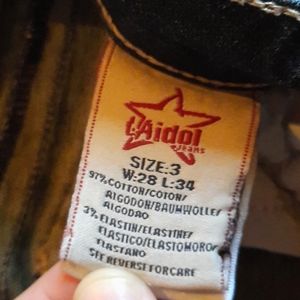 L'Aidol
JEANS
SIZE:3
W:28 L:34
97% COTTON/COTON/
ALGODON/BAUMWOLLE/
ALGODAO
3% ELASTIN/ELASTINE/
ELASTICO/ELASTOMORO/
ELASTANO
SEE REVERSE FOR CARE